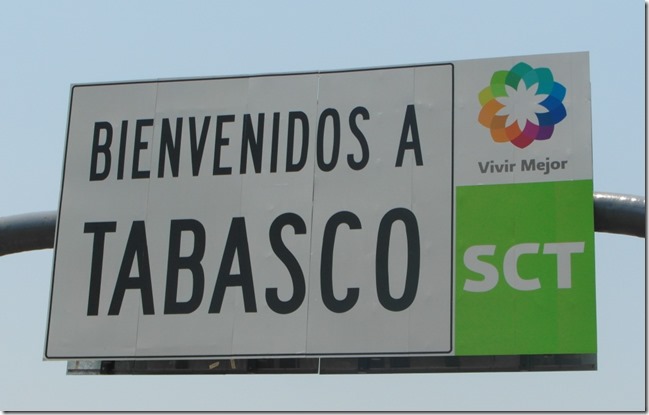 BIENVENIDOS A
TABASCO
Vivir Mejor
SCT